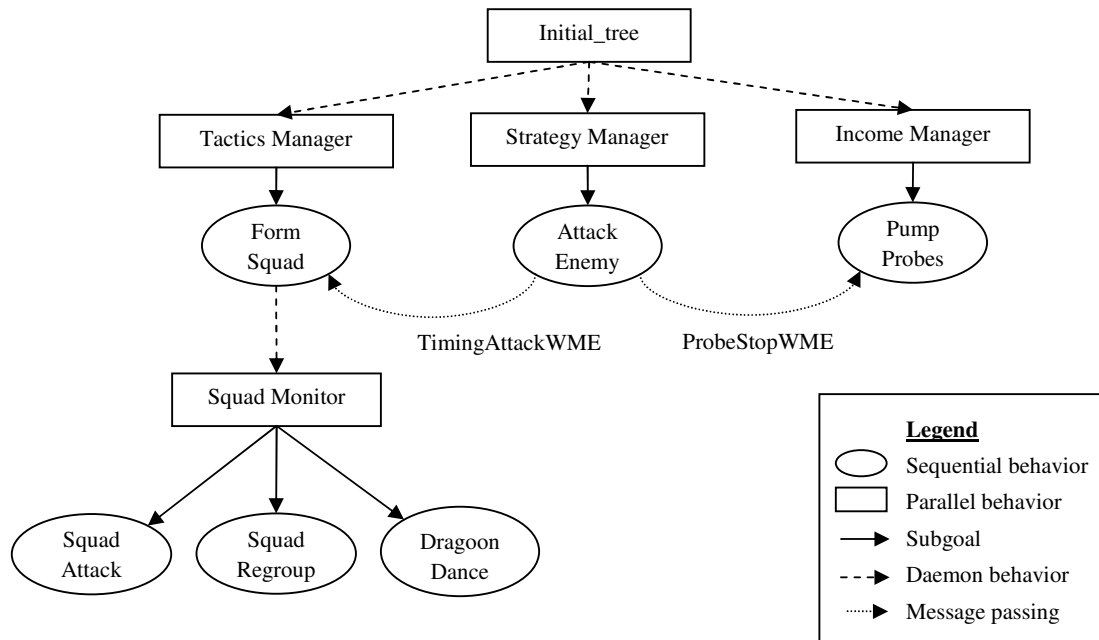 Initial_tree
Tactics Manager
Strategy Manager
Income Manager
Form
Squad
Attack
Enemy
Pump
Probes
TimingAttackWME
ProbeStopWME
Squad Monitor
Squad
Attack
Squad
Regroup
Dragoon
Dance
Legend
Sequential behavior
Parallel behavior
Subgoal
Daemon behavior
Message passing